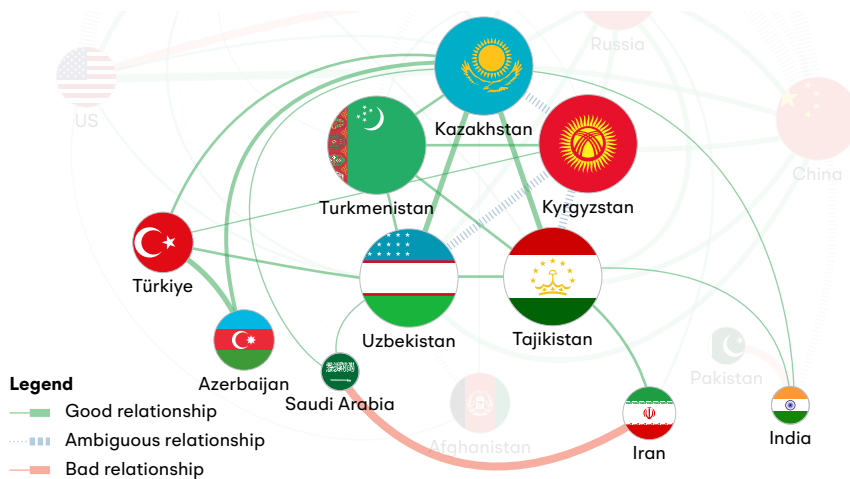 Russia
US
Kazakhstan
China
Turkmenistan
Kyrgyzstan
Türkiye
Uzbekistan
Tajikistan
Pakistan
Azerbaijan
Saudi Arabia
Afghanistan
Iran
India
Legend
Good relationship
Ambiguous relationship
Bad relationship